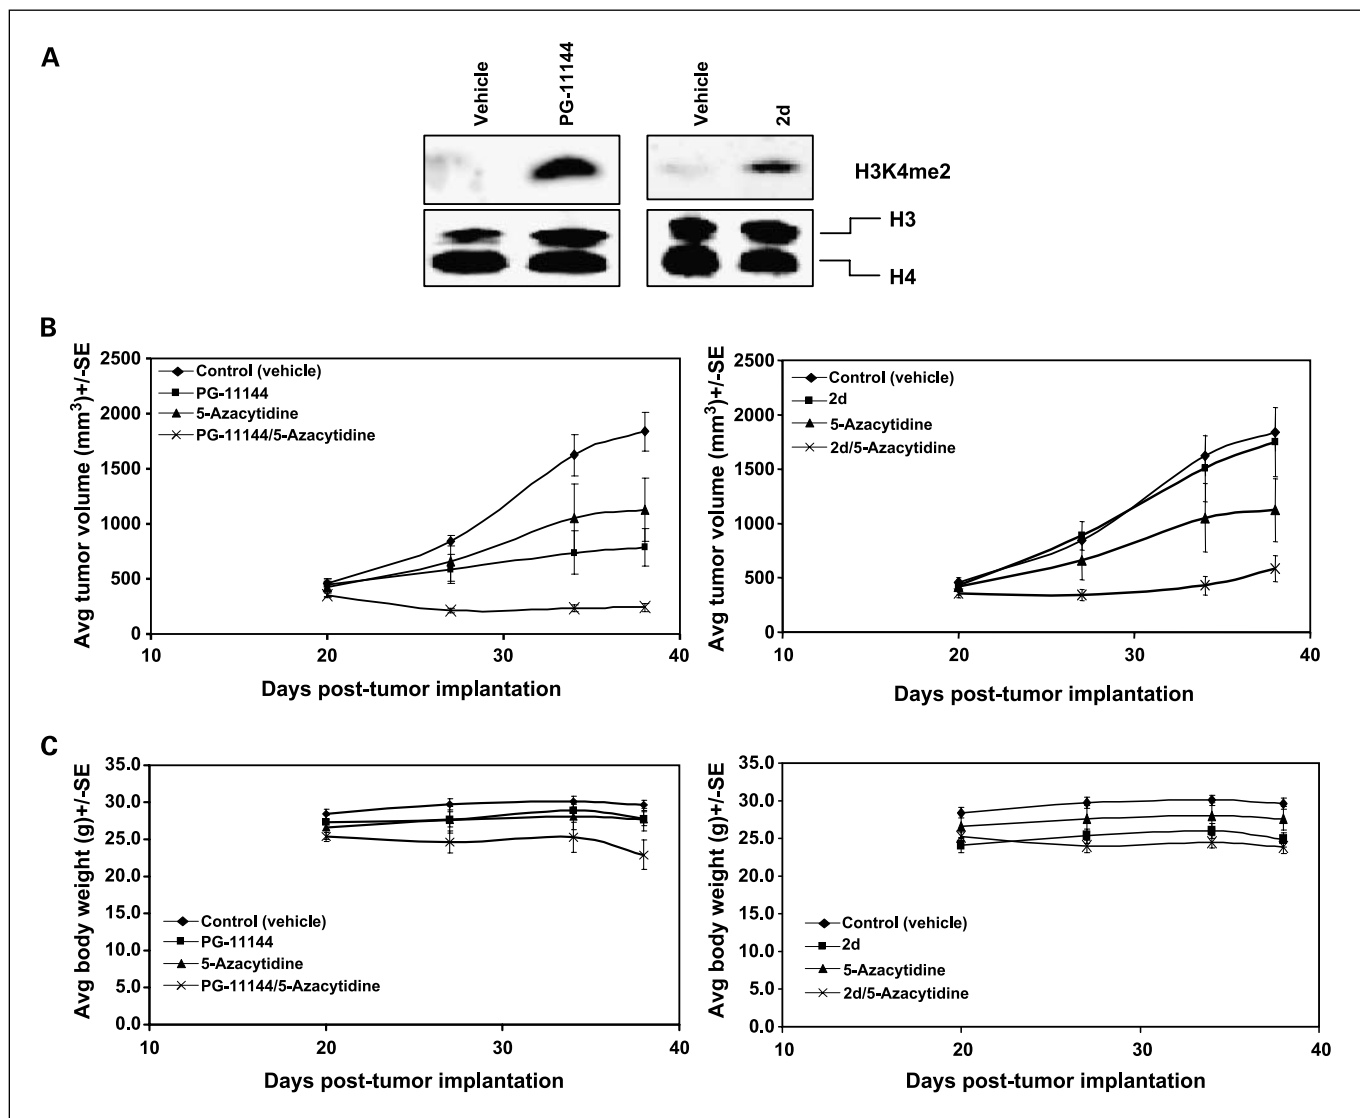 A
Vehicle
PG-11144
Vehicle
2d
H3K4me2
H3
H4
B
Avg tumor volume (mm³)+/-SE
2500
2000
1500
1000
500
0
Control (vehicle)
PG-11144
5-Azacytidine
PG-11144/5-Azacytidine
10 20 30 40
Days post-tumor implantation
Avg tumor volume (mm³)+/-SE
2500
2000
1500
1000
500
0
Control (vehicle)
2d
5-Azacytidine
2d/5-Azacytidine
10 20 30 40
Days post-tumor implantation
C
Avg body weight (g)+/-SE
35.0
30.0
25.0
20.0
15.0
10.0
5.0
0.0
Control (vehicle)
PG-11144
5-Azacytidine
PG-11144/5-Azacytidine
10 20 30 40
Days post-tumor implantation
Avg body weight (g)+/-SE
35.0
30.0
25.0
20.0
15.0
10.0
5.0
0.0
Control (vehicle)
2d
5-Azacytidine
2d/5-Azacytidine
10 20 30 40
Days post-tumor implantation